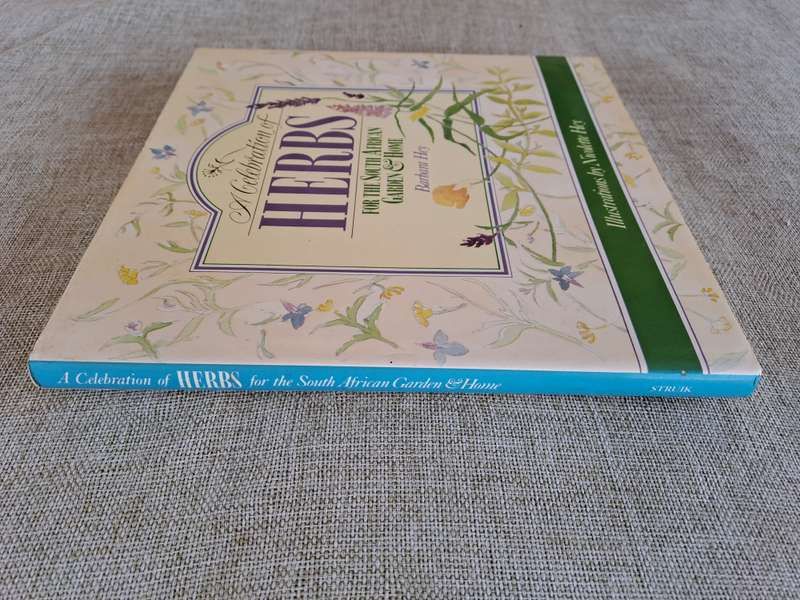 A Celebration of
HERBS
FOR THE SOUTH AFRICAN
GARDEN & HOME
Barbara Hey
Illustrations by Nicolene Hey
A Celebration of HERBS for the South African Garden & Home
STRUIK